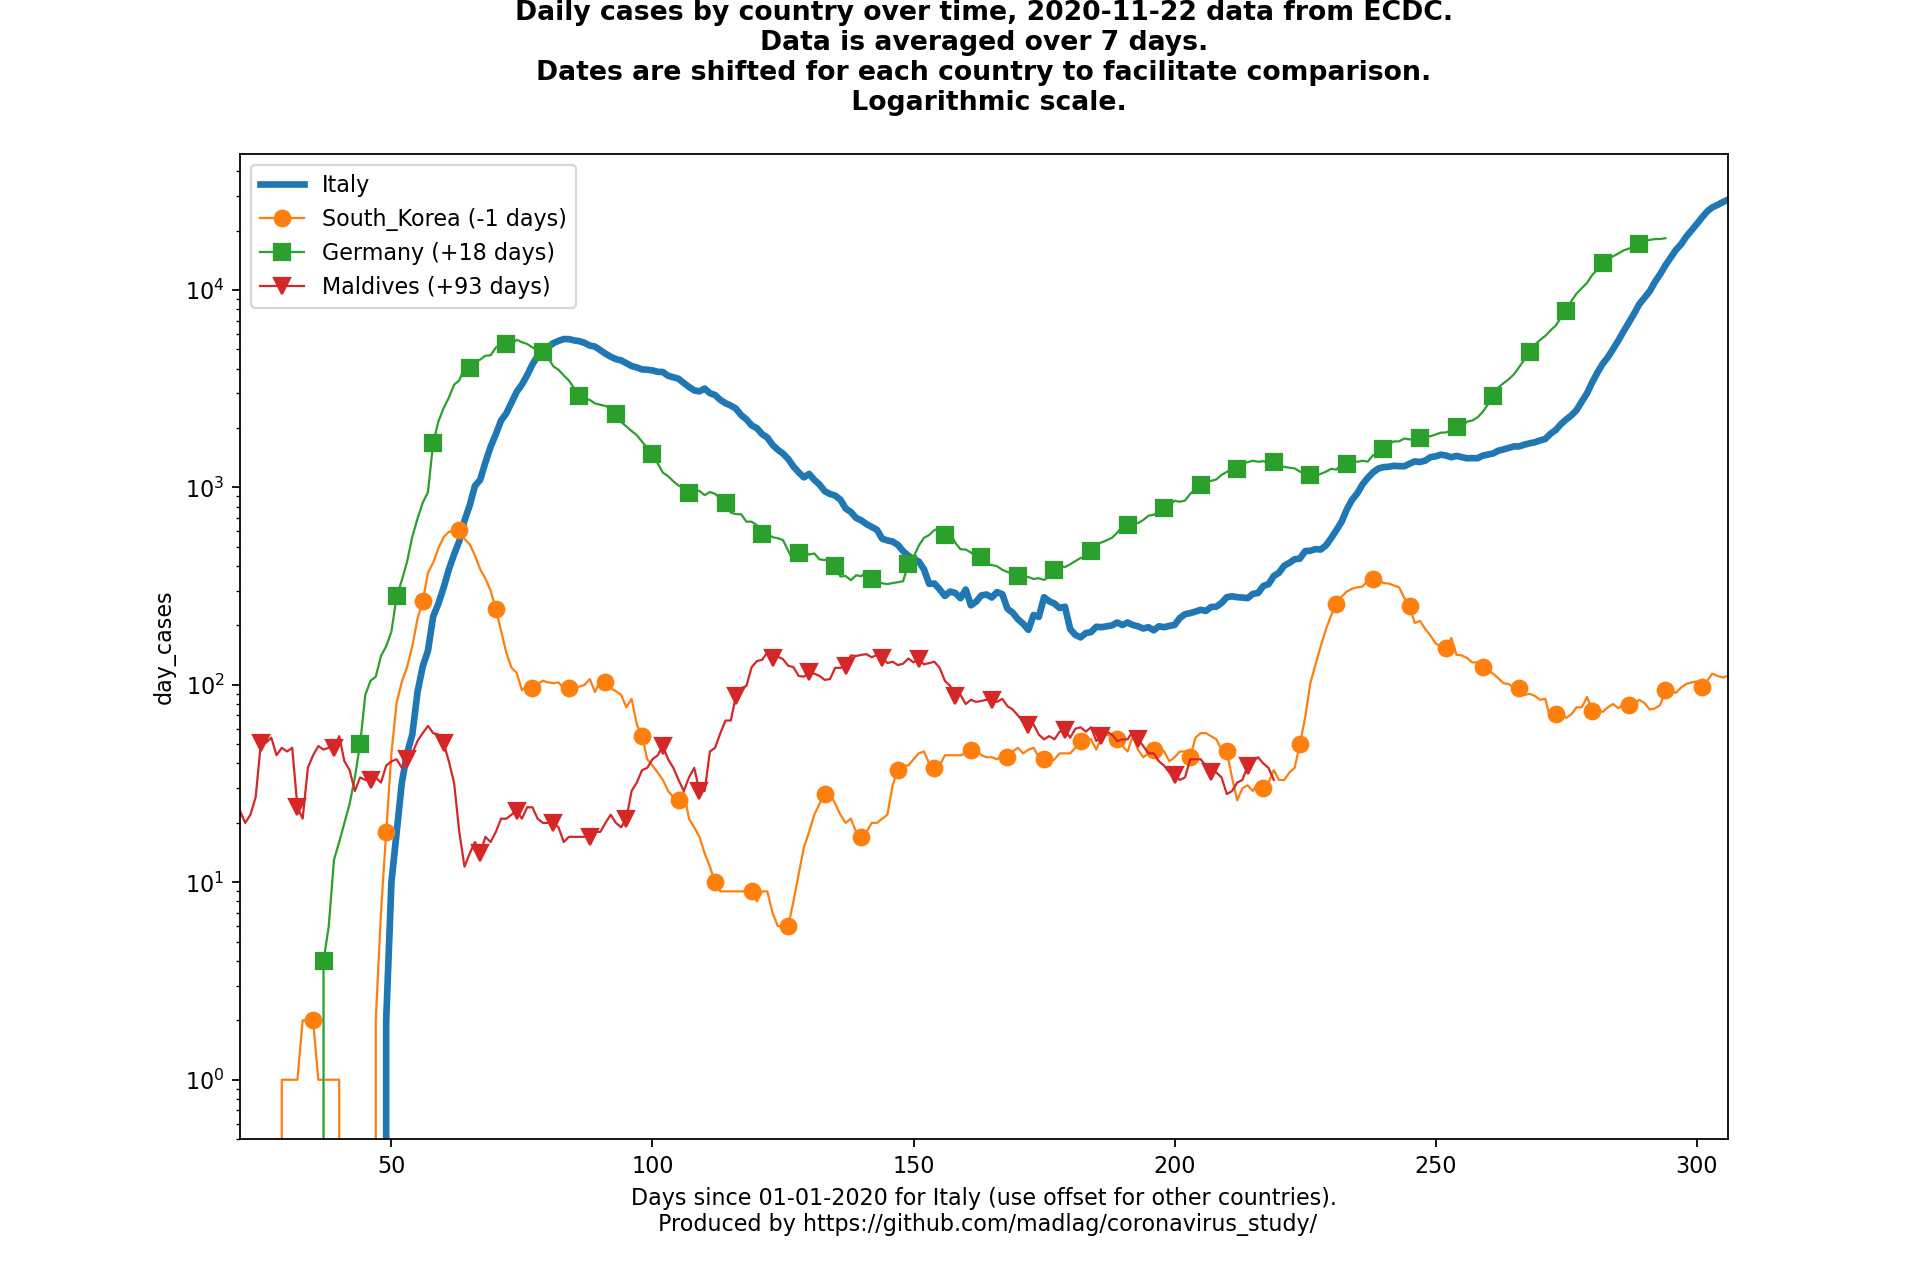 Daily cases by country over time, 2020-11-22 data from ECDC.
Data is averaged over 7 days.
Dates are shifted for each country to facilitate comparison.
Logarithmic scale.
Italy
South_Korea (-1 days)
Germany (+18 days)
Maldives (+93 days)
10^4
10^3
10^2
10^1
10^0
day_cases
50 100 150 200 250 300
Days since 01-01-2020 for Italy (use offset for other countries).
Produced by https://github.com/madlag/coronavirus_study/